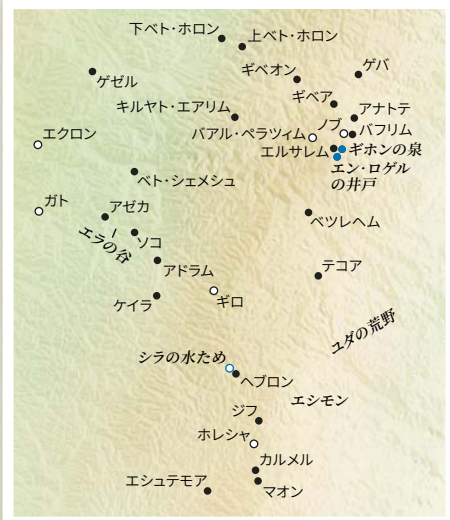 下ベト・ホロン
上ベト・ホロン
ギベオン
ゲバ
ゲゼル
ギベア
キルヤト・エアリム
アナトテ
ノブ
バフリム
バアル・ペラツィム
エクロン
エルサレム
ギホンの泉
エン・ロゲル
の井戸
ベト・シェメシュ
ガト
アゼカ
ベツレヘム
エラの谷
ソコ
アドラム
テコア
ケイラ
ギロ
ユダの荒野
シラの水ため
ヘブロン
エシモン
ジフ
ホレシャ
カルメル
エシュテモア
マオン